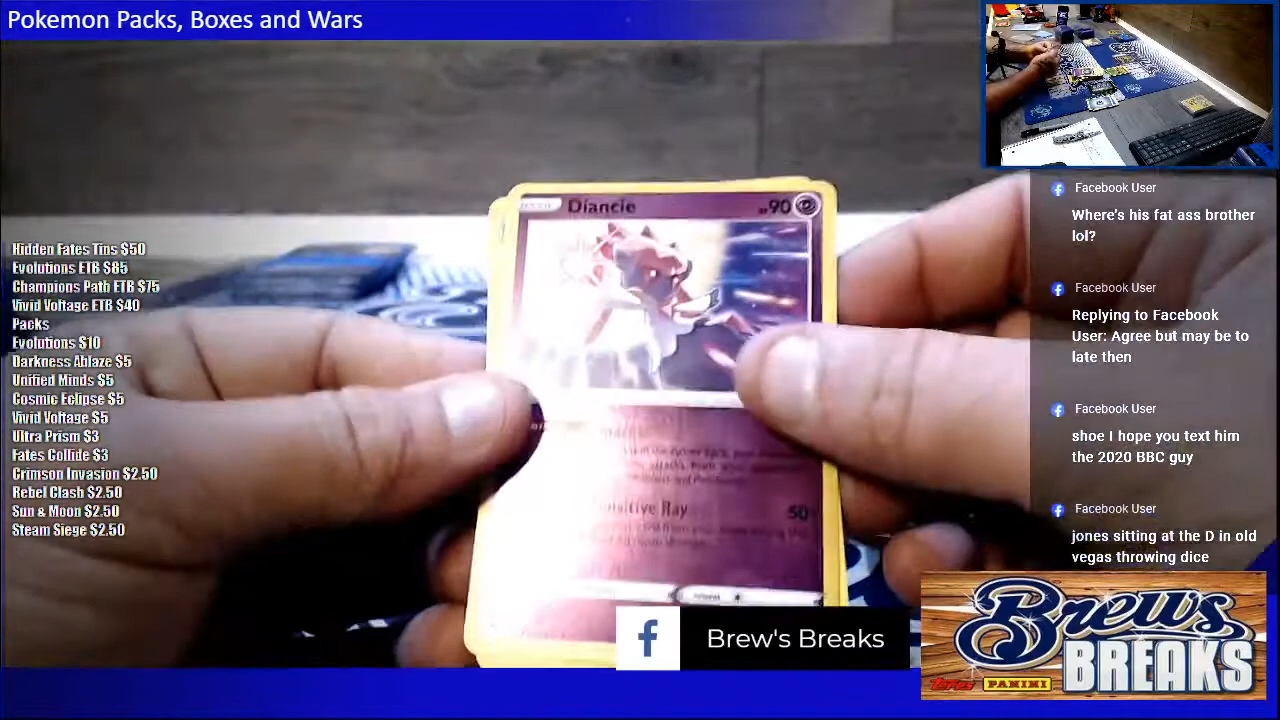 Pokemon Packs, Boxes and Wars
Hidden Fates Tins $50
Evolutions ETB $85
Champions Path ETB $75
Vivid Voltage ETB $40
Packs
Evolutions $10
Darkness Ablaze $5
Unified Minds $5
Cosmic Eclipse $5
Vivid Voltage $5
Ultra Prism $3
Fates Collide $3
Crimson Invasion $2.50
Rebel Clash $2.50
Sun & Moon $2.50
Steam Siege $2.50
Diancie
90
Ray
50
Facebook User
Where's his fat ass brother
lol?
Facebook User
Replying to Facebook
User: Agree but may be to
late then
Facebook User
shoe I hope you text him
the 2020 BBC guy
Facebook User
jones sitting at the D in old
vegas throwing dice
f
Brew's Breaks
Brew's
BREAKS
Topps
PANINI